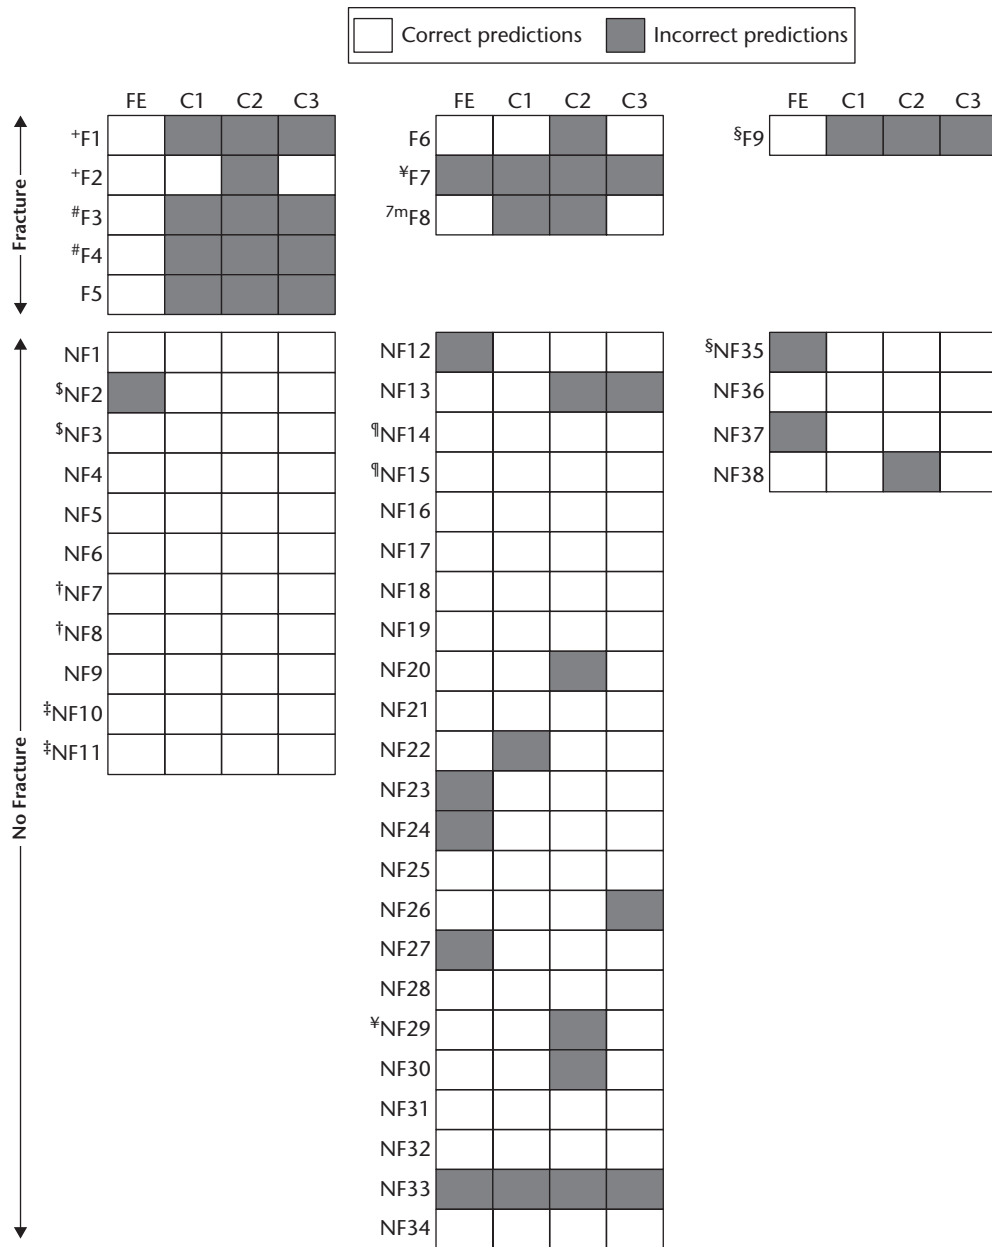 Correct predictions Incorrect predictions
FE C1 C2 C3 FE C1 C2 C3 FE C1 C2 C3
Fracture
+F1
+F2
#F3
#F4
F5
F6
¥F7
7mF8
§F9
No Fracture
NF1
$NF2
$NF3
NF4
NF5
NF6
†NF7
†NF8
NF9
‡NF10
‡NF11
NF12
NF13
¶NF14
¶NF15
NF16
NF17
NF18
NF19
NF20
NF21
NF22
NF23
NF24
NF25
NF26
NF27
NF28
¥NF29
NF30
NF31
NF32
NF33
NF34
§NF35
NF36
NF37
NF38